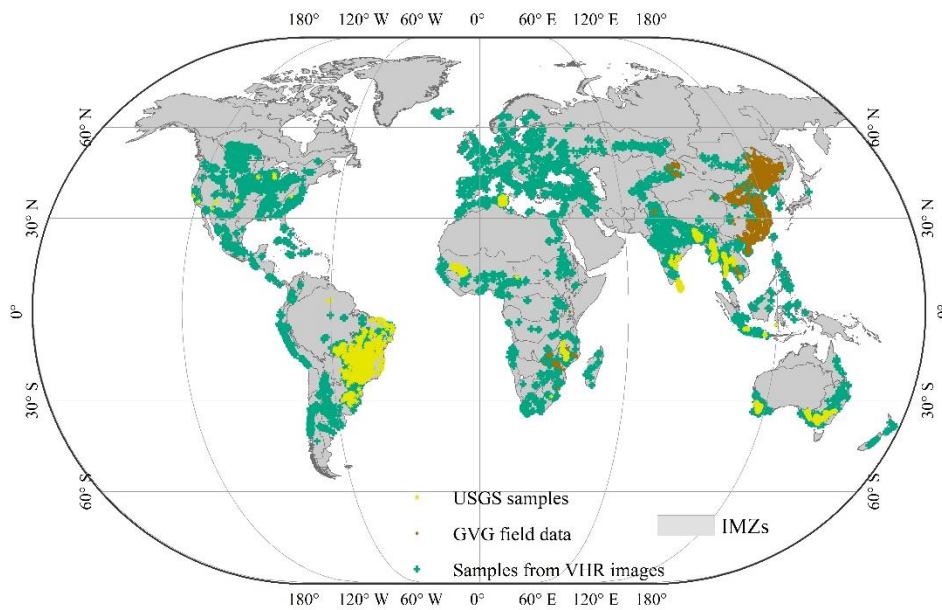 180° 120° W 60° W 0° 60° E 120° E 180°
60° N 60° N
30° N 30° N
0° 0°
30° S 30° S
60° S 60° S
USGS samples
GVG field data IMZs
Samples from VHR images
180° 120° W 60° W 0° 60° E 120° E 180°